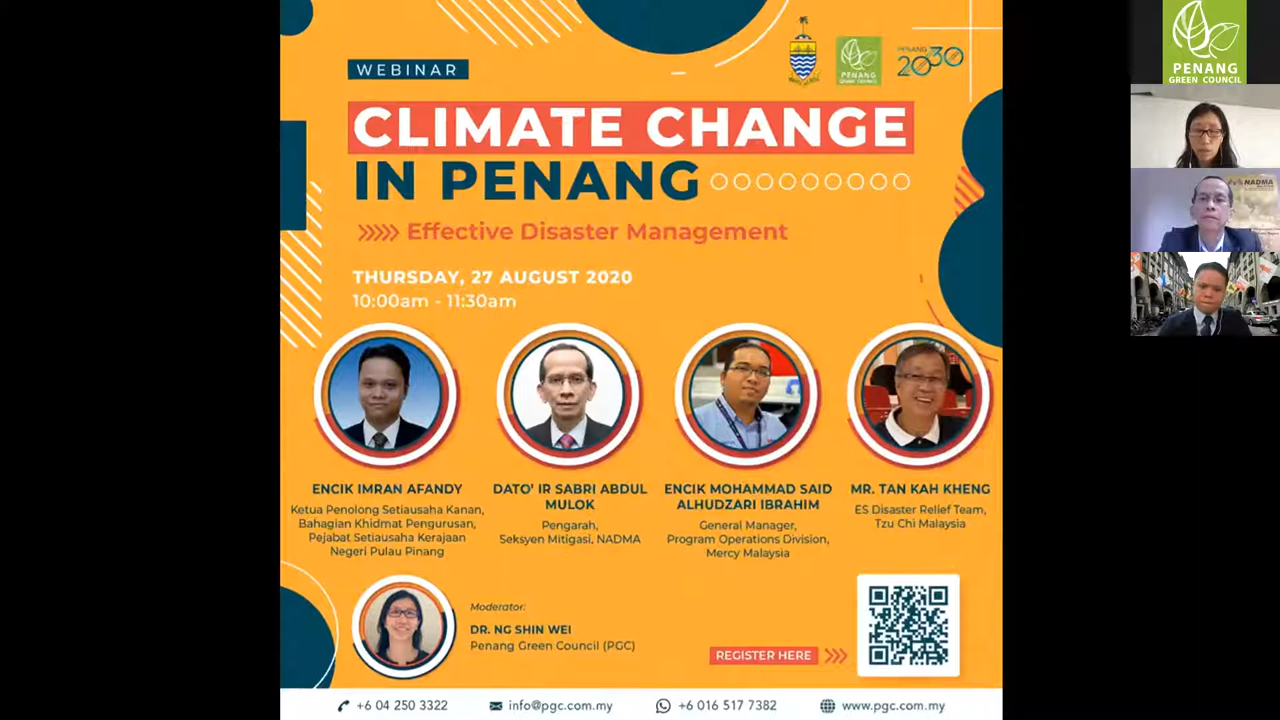 WEBINAR
PENANG
GREEN COUNCIL
PENANG
2030
CLIMATE CHANGE
IN PENANG
Effective Disaster Management
THURSDAY, 27 AUGUST 2020
10:00am - 11:30am
ENCIK IMRAN AFANDY
Ketua Penolong Setiausaha Kanan,
Bahagian Khidmat Pengurusan,
Pejabat Setiausaha Kerajaan
Negeri Pulau Pinang
DATO' IR SABRI ABDUL
MULOK
Pengarah,
Seksyen Mitigasi, NADMA
ENCIK MOHAMMAD SAID
ALHUDZARI IBRAHIM
General Manager,
Program Operations Division,
Mercy Malaysia
MR. TAN KAH KHENG
ES Disaster Relief Team,
Tzu Chi Malaysia
Moderator:
DR. NG SHIN WEI
Penang Green Council (PGC)
REGISTER HERE
+6 04 250 3322
info@pgc.com.my
+6 016 517 7382
www.pgc.com.my
PENANG
GREEN COUNCIL
NADMA